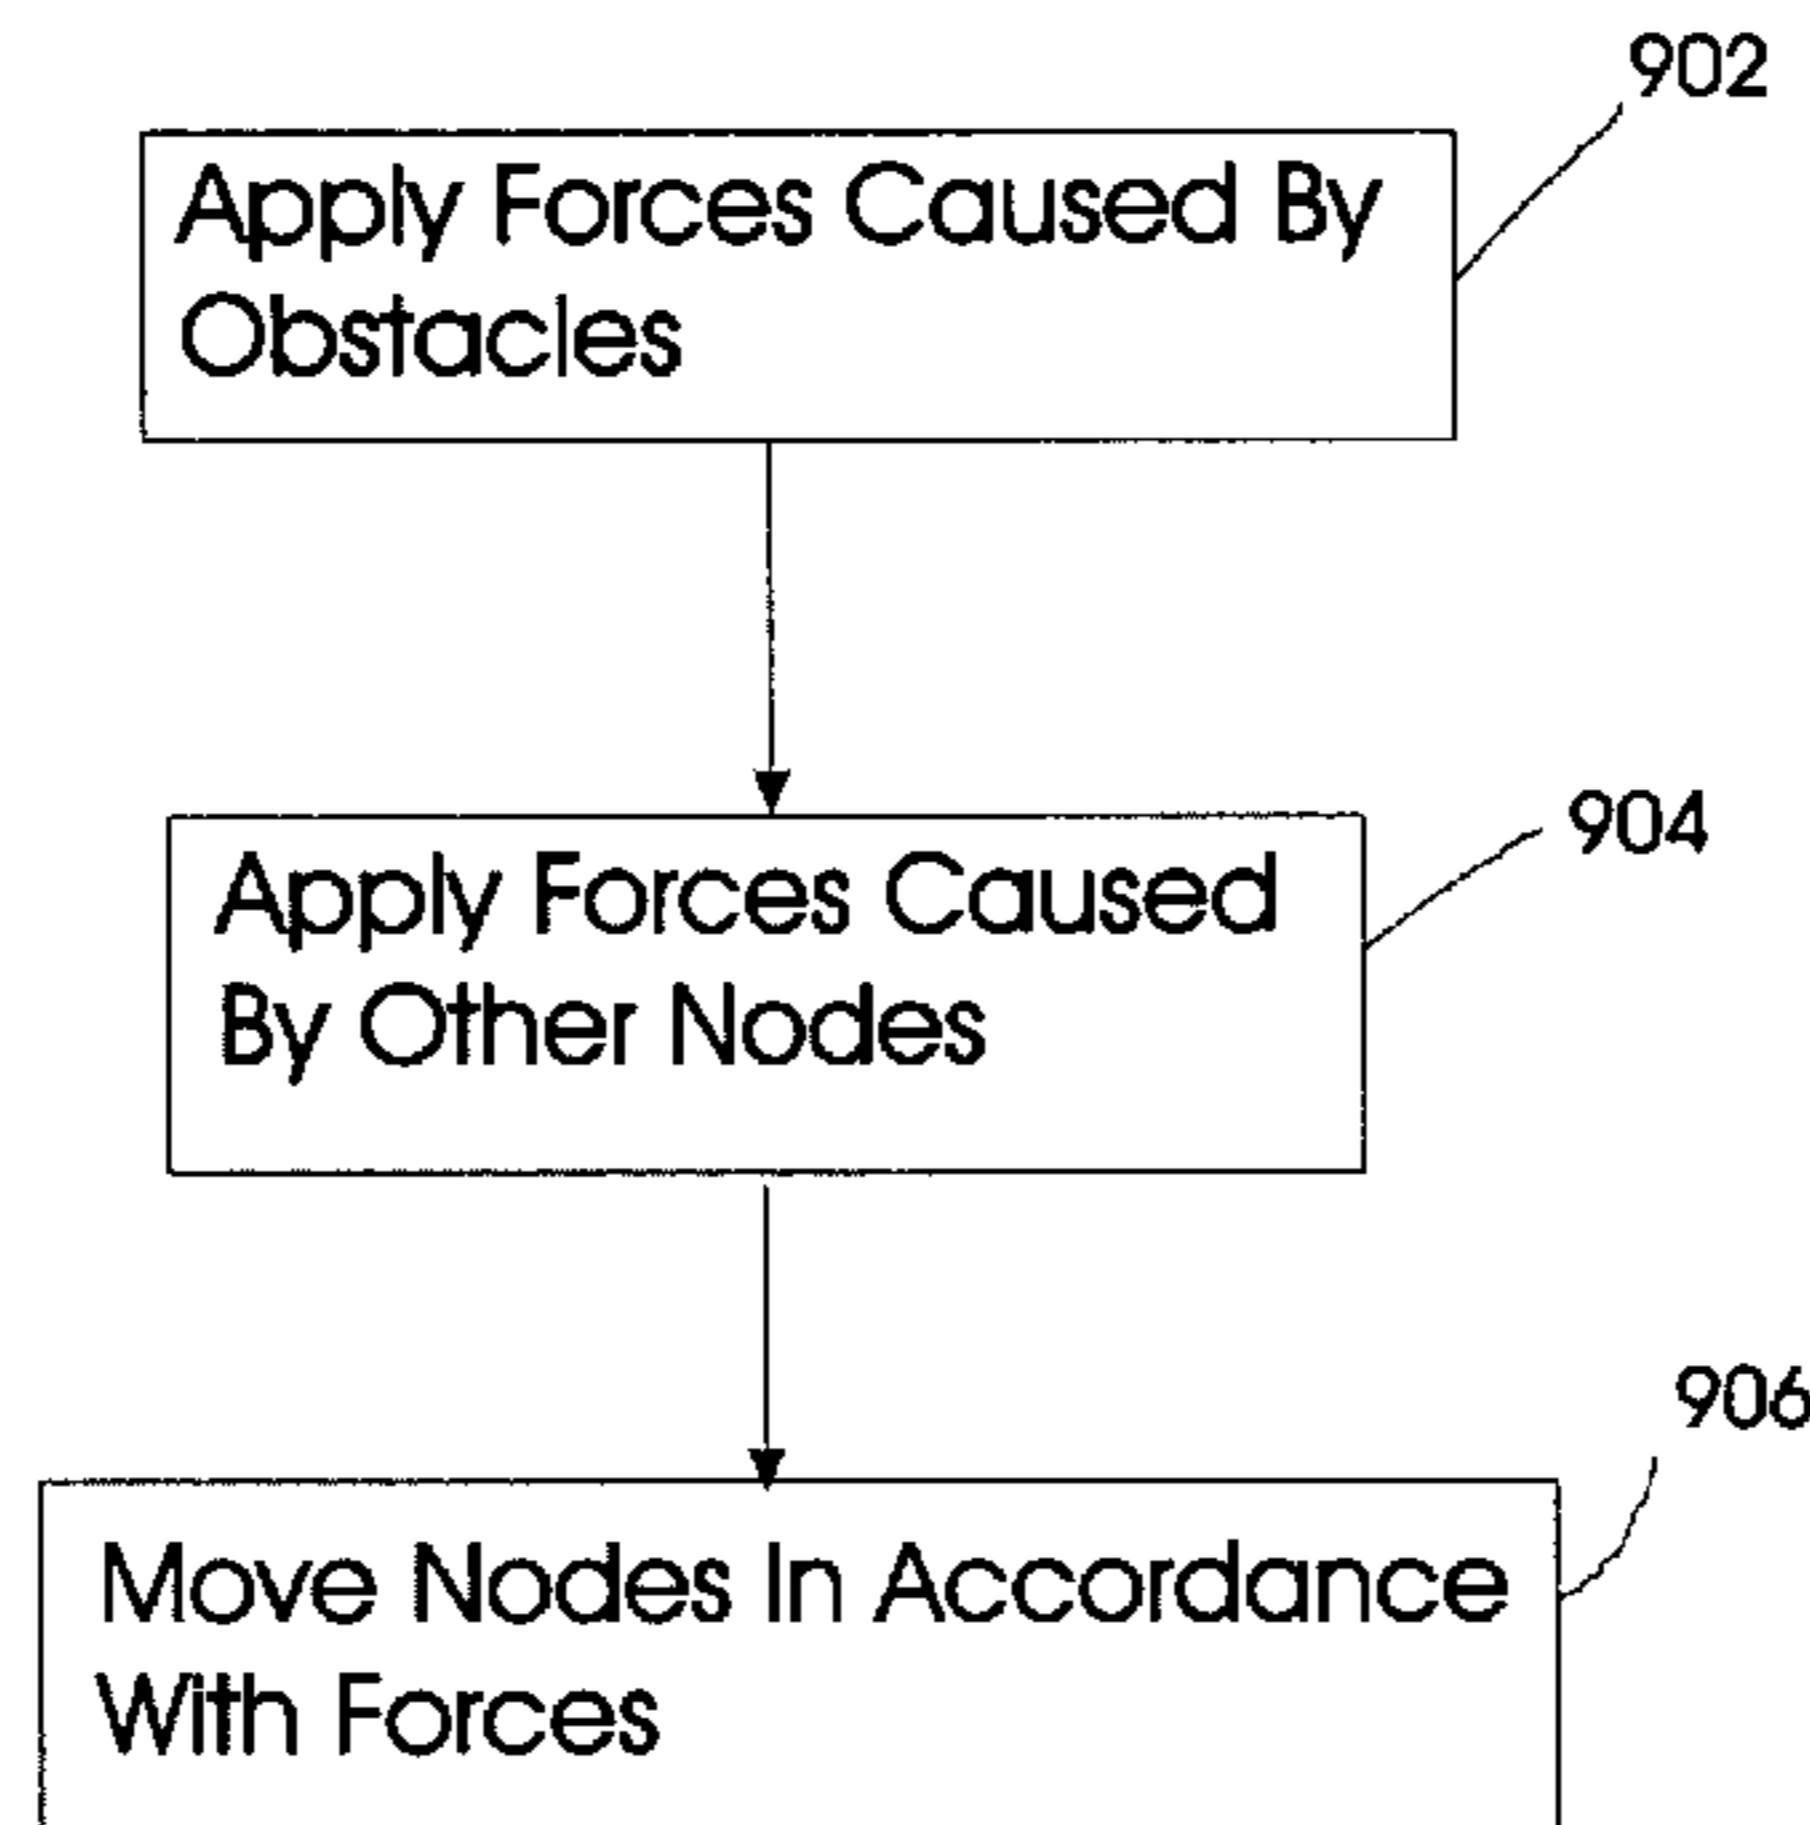 902
Apply Forces Caused By
Obstacles
904
Apply Forces Caused
By Other Nodes
906
Move Nodes In Accordance
With Forces